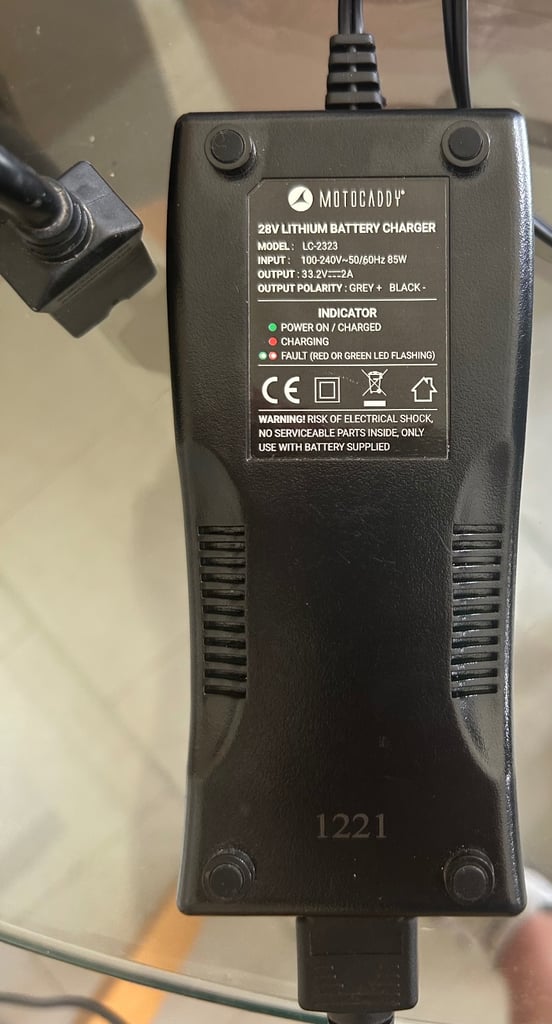 MOTOCADDY®
28V LITHIUM BATTERY CHARGER
MODEL : LC-2323
INPUT : 100-240V~50/60Hz 85W
OUTPUT : 33.2V⎓2A
OUTPUT POLARITY : GREY + BLACK -
INDICATOR
POWER ON / CHARGED
CHARGING
FAULT (RED OR GREEN LED FLASHING)
CE
WARNING! RISK OF ELECTRICAL SHOCK,
NO SERVICEABLE PARTS INSIDE, ONLY
USE WITH BATTERY SUPPLIED
1221